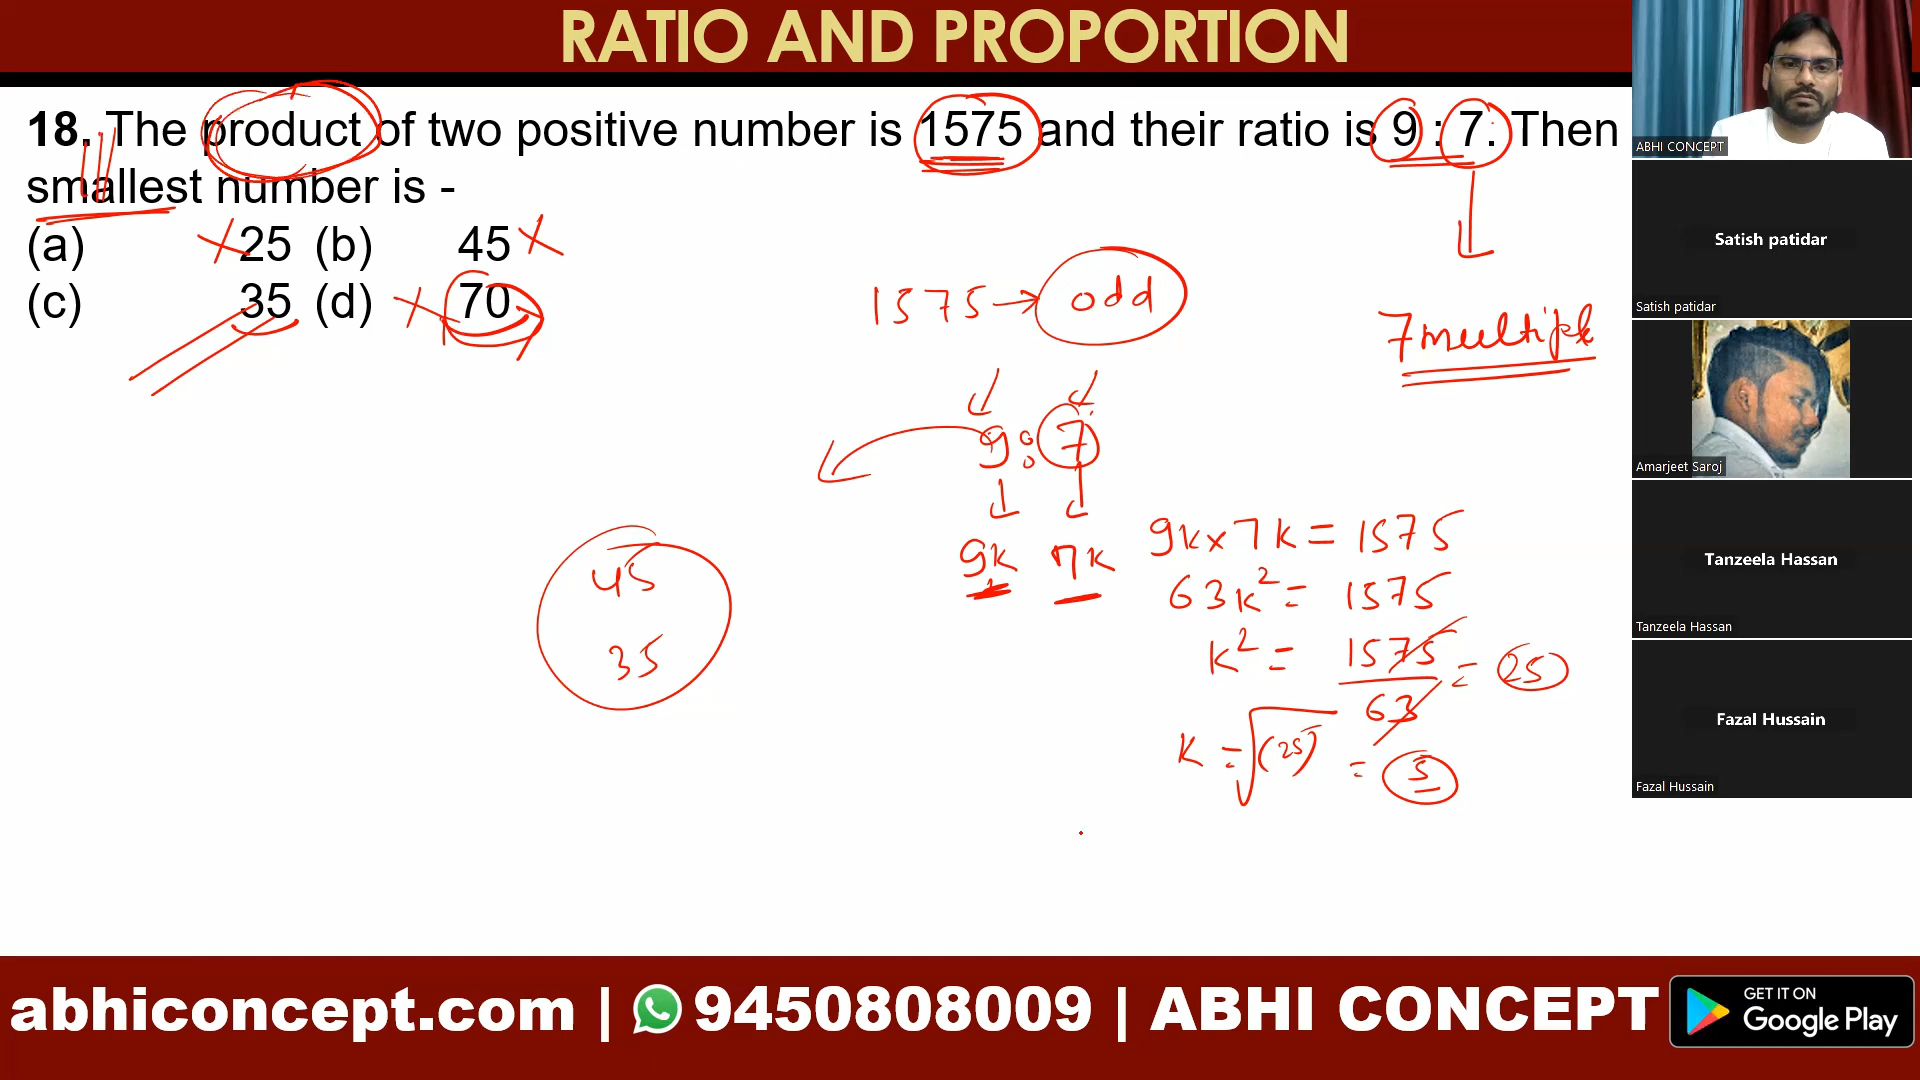 RATIO AND PROPORTION
18. The product of two positive number is 1575 and their ratio is 9 : 7. Then
smallest number is -
(a) 25 (b) 45
(c) 35 (d) 70
1575 → odd
7 multiple
9 : 7
9k 7k
9k x 7k = 1575
63k² = 1575
k² = 1575/63 = 25
k = √(25) = 5
45
35
ABHI CONCEPT
Satish patidar
Satish patidar
Amarjeet Saroj
Tanzeela Hassan
Tanzeela Hassan
Fazal Hussain
Fazal Hussain
abhiconcept.com | 9450808009 | ABHI CONCEPT
GET IT ON
Google Play